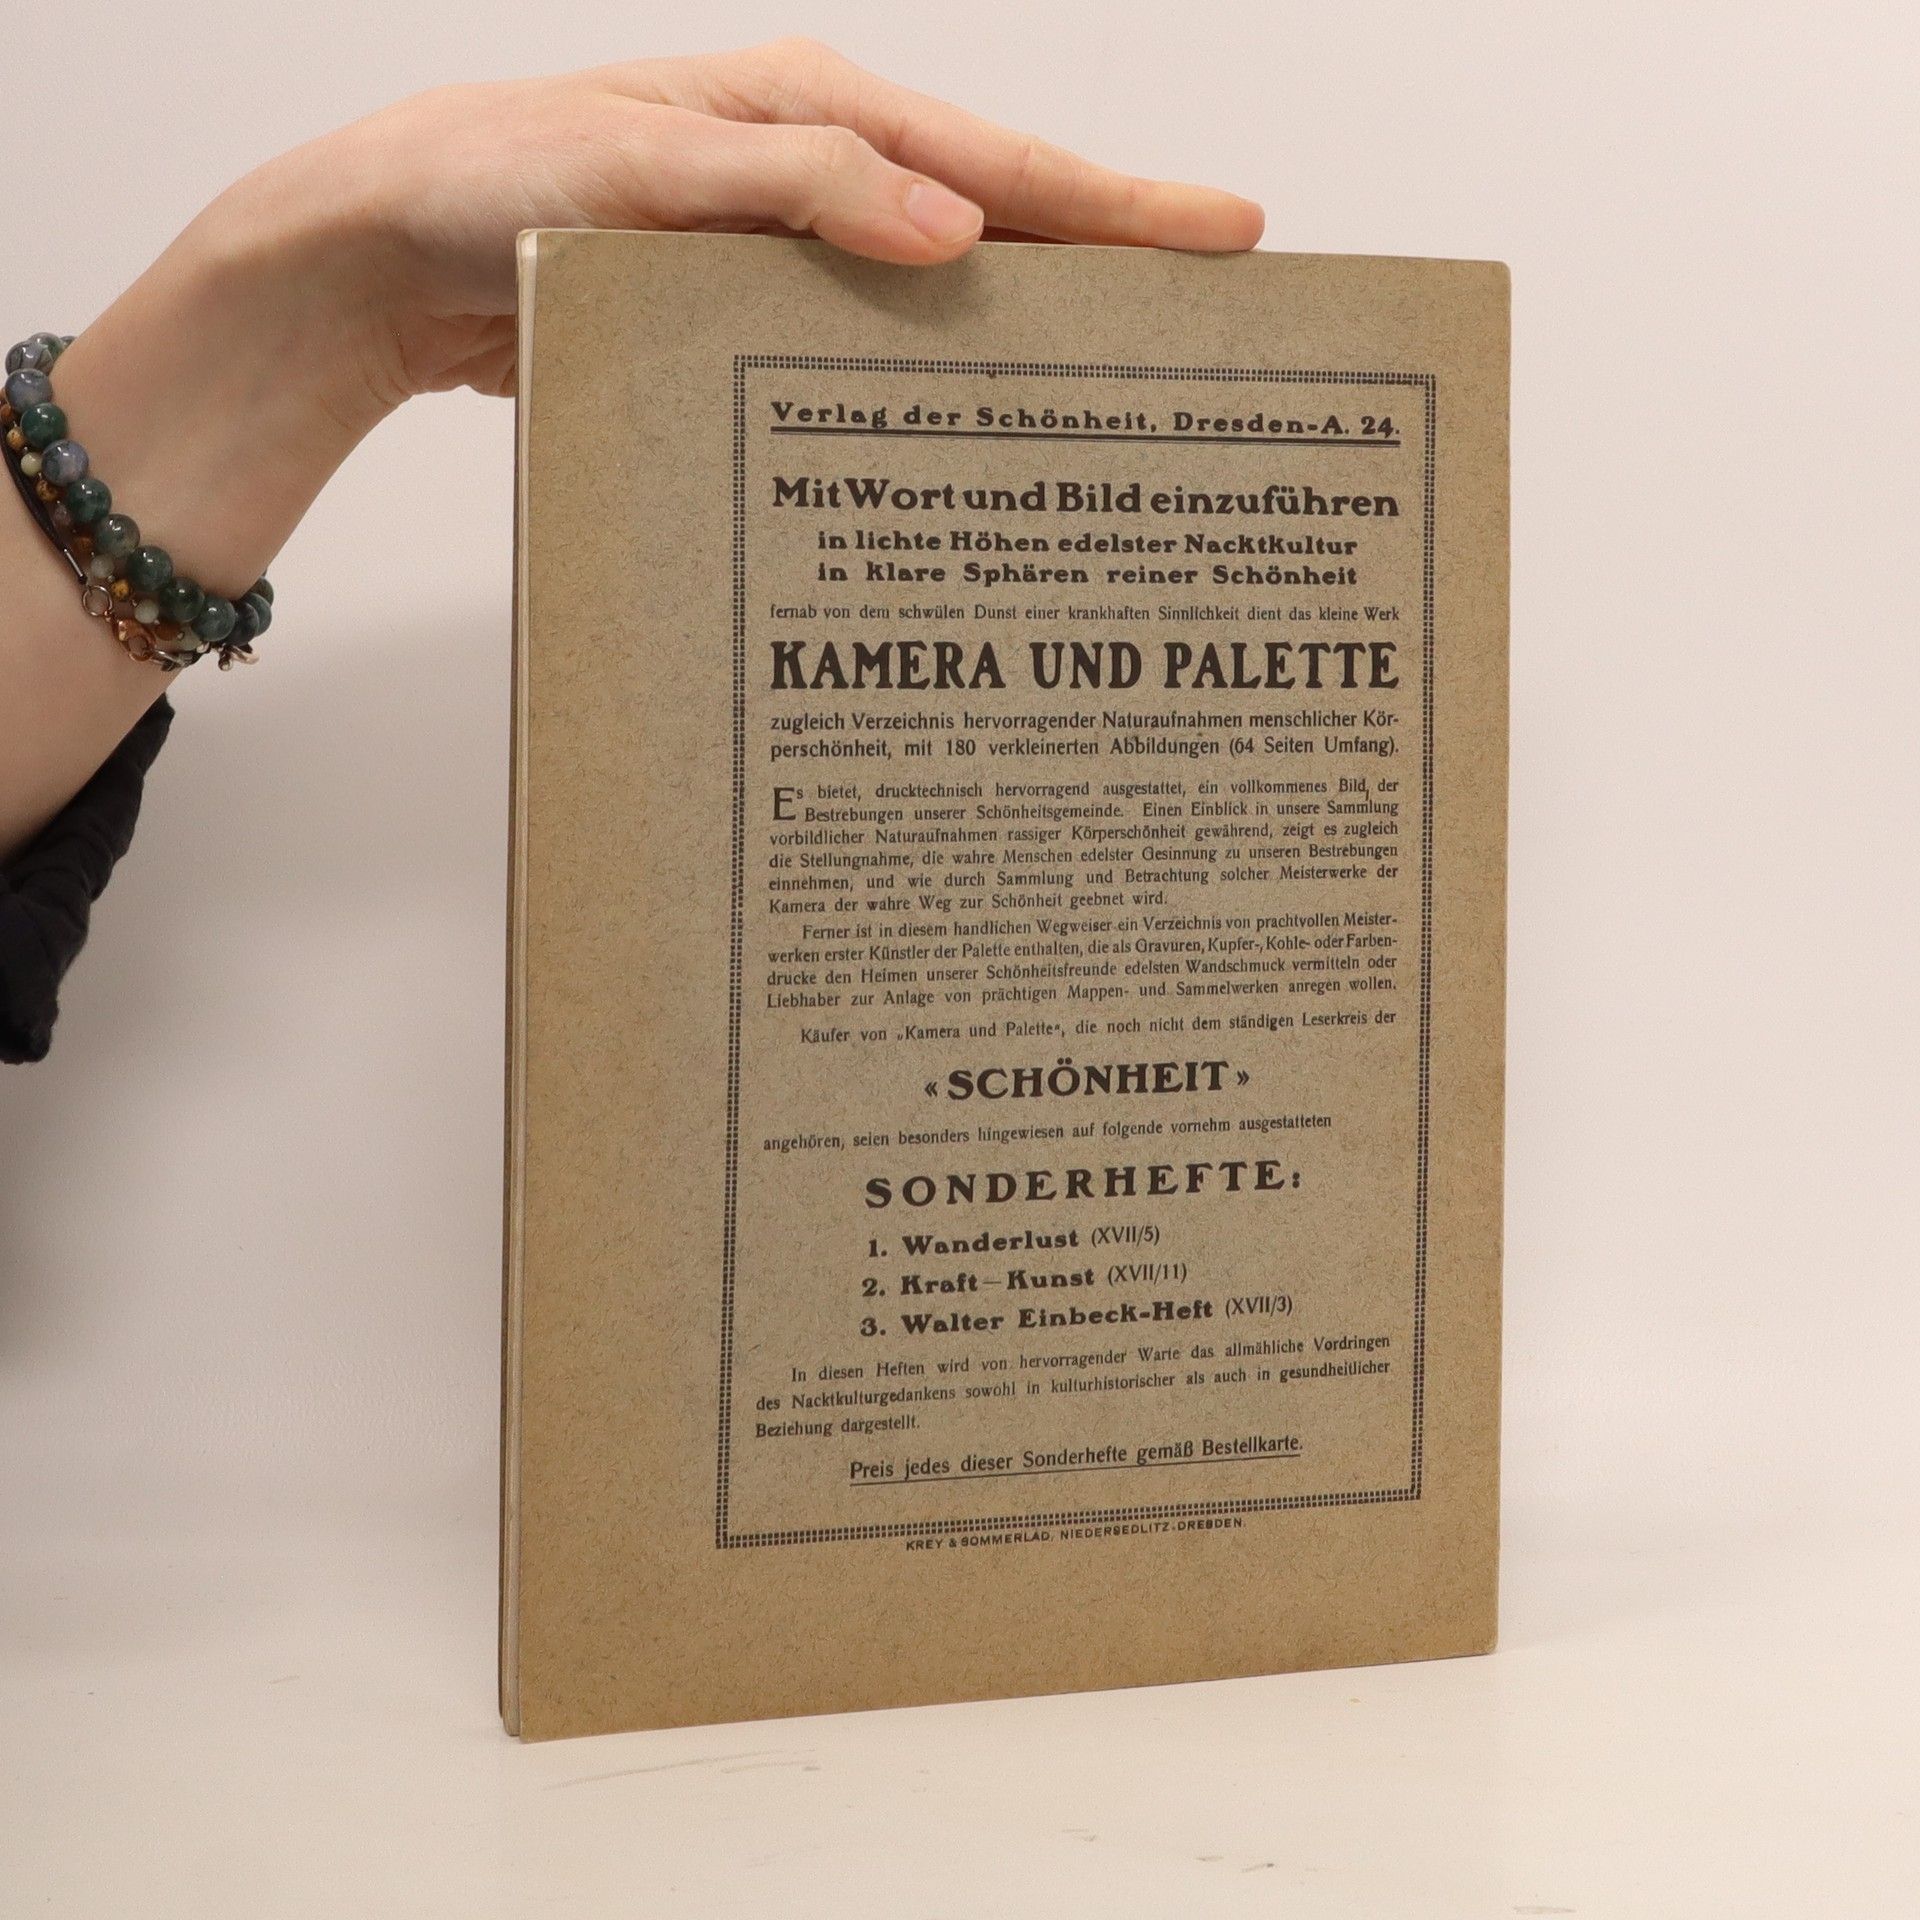 Verlag der Schönheit, Dresden-A. 24.
Mit Wort und Bild einzuführen
in lichte Höhen edelster Nacktkultur
in klare Sphären reiner Schönheit
fernab von dem schwülen Dunst einer krankhaften Sinnlichkeit dient das kleine Werk
KAMERA UND PALETTE
zugleich Verzeichnis hervorragender Naturaufnahmen menschlicher Kör-
perschönheit, mit 180 verkleinerten Abbildungen (64 Seiten Umfang).
Es bietet, drucktechnisch hervorragend ausgestattet, ein vollkommenes Bild, der
Bestrebungen unserer Schönheitsgemeinde. Einen Einblick in unsere Sammlung
vorbildlicher Naturaufnahmen rassiger Körperschönheit gewährend, zeigt es zugleich
die Stellungnahme, die wahre Menschen edelster Gesinnung zu unseren Bestrebungen
einnehmen, und wie durch Sammlung und Betrachtung solcher Meisterwerke der
Kamera der wahre Weg zur Schönheit geebnet wird.
Ferner ist in diesem handlichen Wegweiser ein Verzeichnis von prachtvollen Meister-
werken erster Künstler der Palette enthalten, die als Gravüren, Kupfer-, Kohle- oder Farben-
drucke den Heimen unserer Schönheitsfreunde edelsten Wandschmuck vermitteln oder
Liebhaber zur Anlage von prächtigen Mappen- und Sammelwerken anregen wollen.
Käufer von „Kamera und Palette“, die noch nicht dem ständigen Leserkreis der
«SCHÖNHEIT»
angehören, seien besonders hingewiesen auf folgende vornehm ausgestatteten
SONDERHEFTE:
1. Wanderlust (XVII/5)
2. Kraft—Kunst (XVII/11)
3. Walter Einbeck-Heft (XVII/3)
In diesen Heften wird von hervorragender Warte das allmähliche Vordringen
des Nacktkulturgedankens sowohl in kulturhistorischer als auch in gesundheitlicher
Beziehung dargestellt.
Preis jedes dieser Sonderhefte gemäß Bestellkarte.
KREY & SOMMERLAD, NIEDERSEDLITZ-DRESDEN.